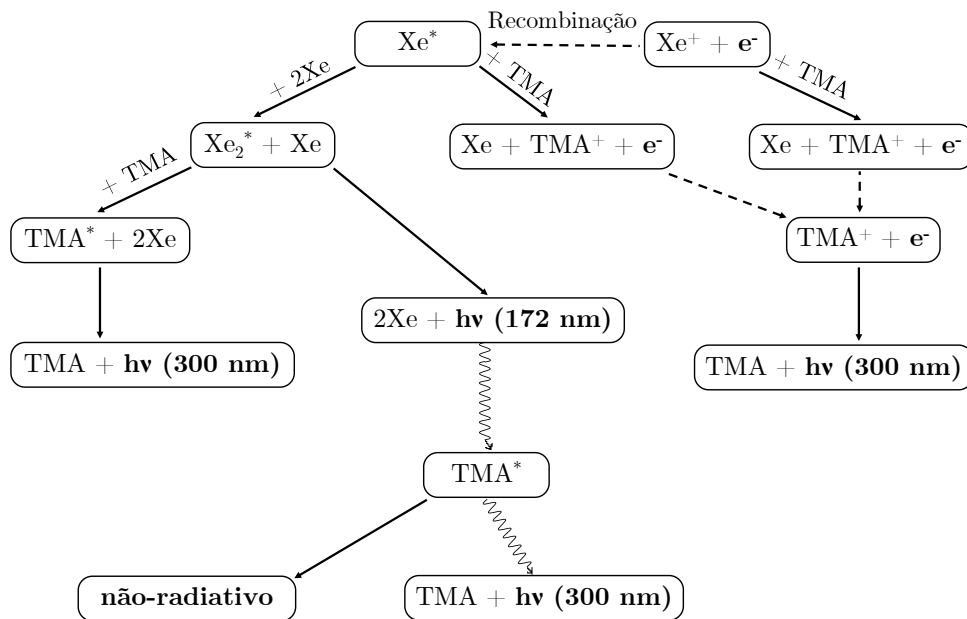 Recombinação
Xe* Xe⁺ + e-
+ 2Xe + TMA + TMA
Xe₂* + Xe Xe + TMA⁺ + e- Xe + TMA⁺ + e-
+ TMA
TMA* + 2Xe TMA⁺ + e-
2Xe + hν (172 nm)
TMA + hν (300 nm) TMA + hν (300 nm)
TMA*
não-radiativo TMA + hν (300 nm)